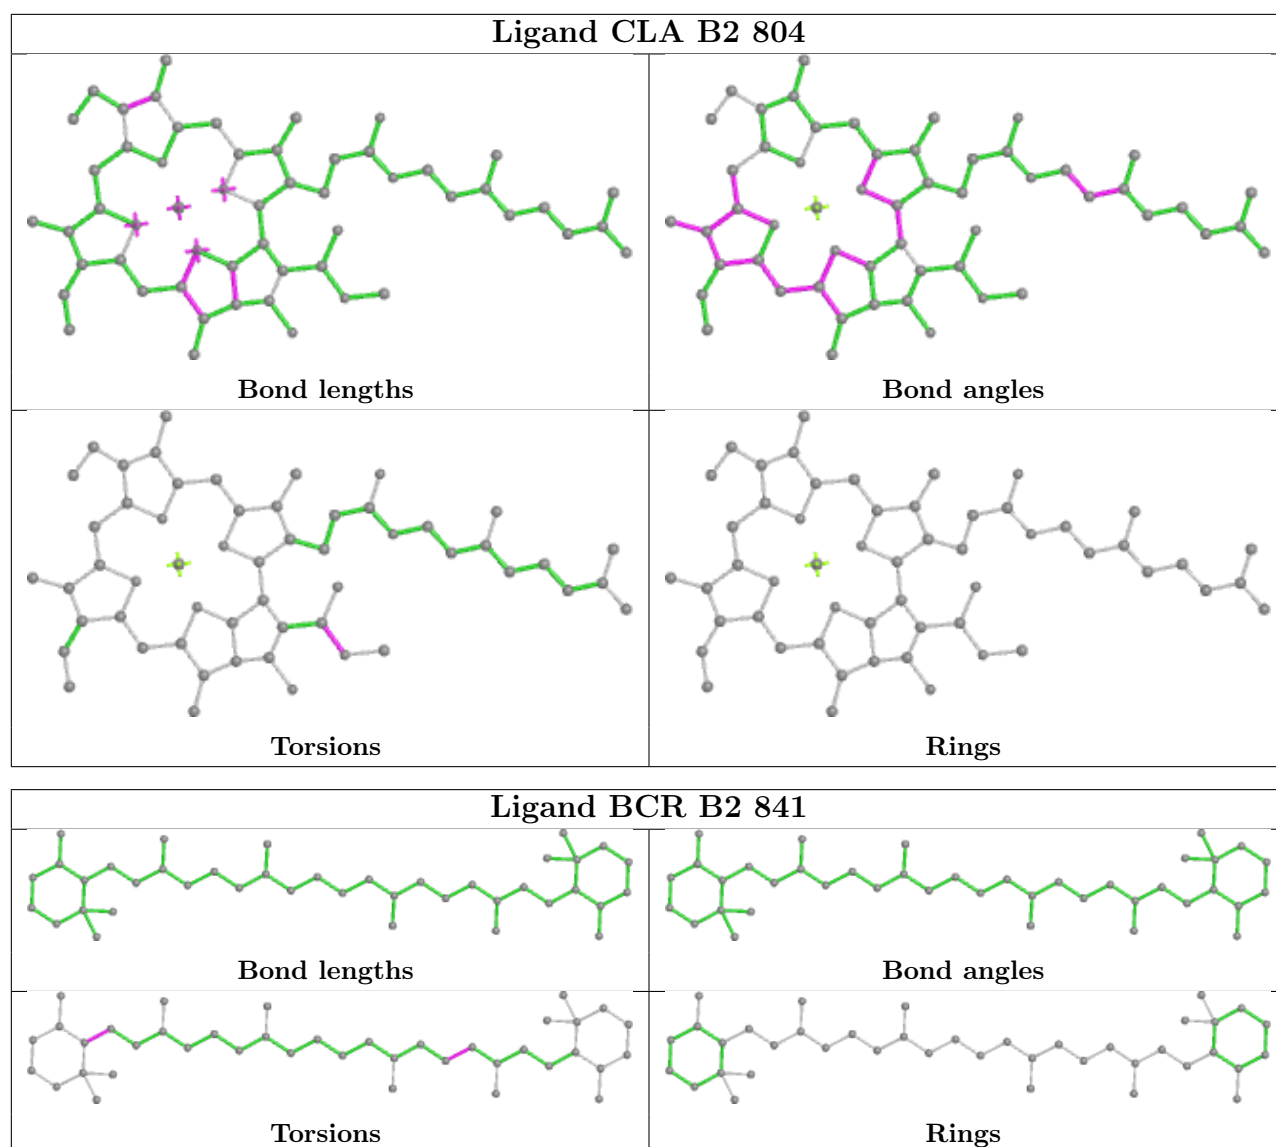 Ligand CLA B2 804
Bond lengths
Bond angles
Torsions
Rings
Ligand BCR B2 841
Bond lengths
Bond angles
Torsions
Rings